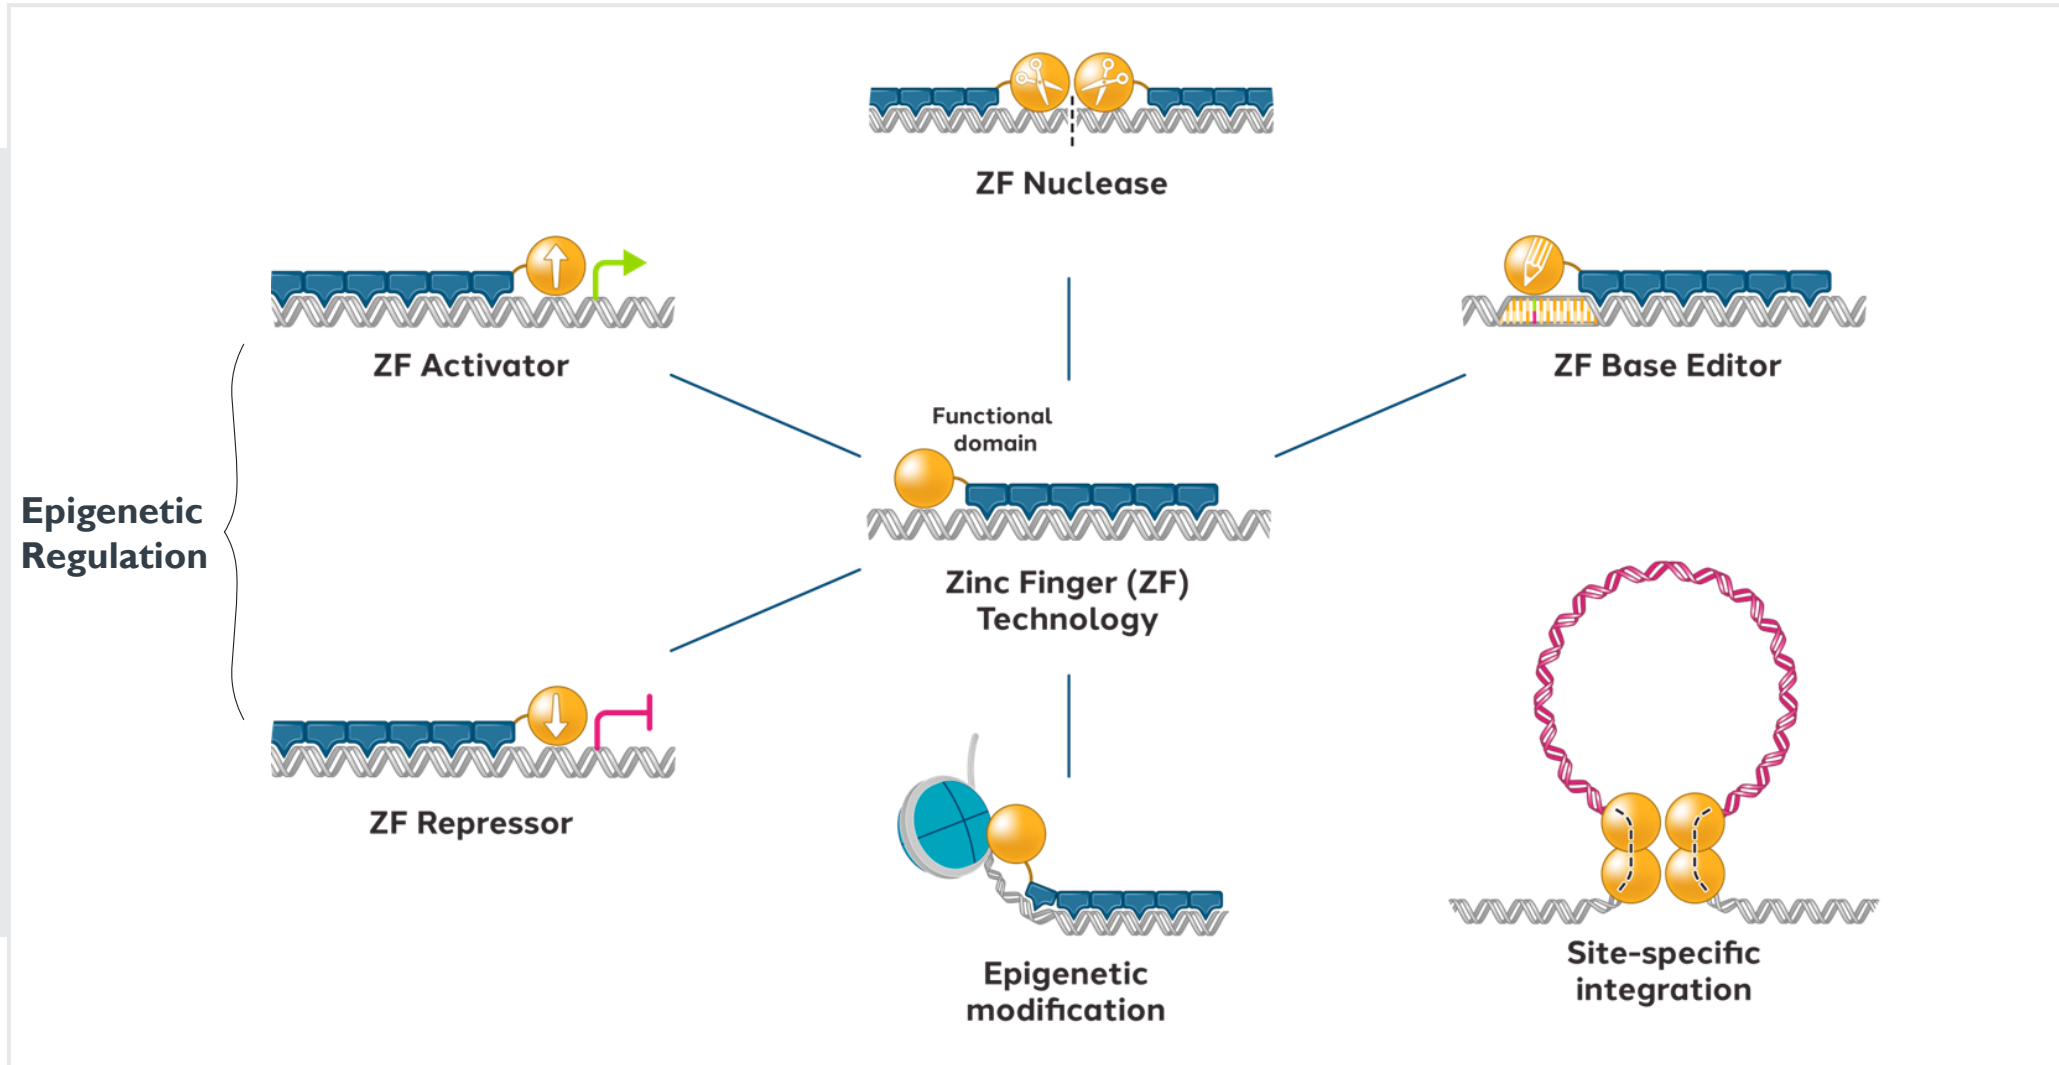 ZF Nuclease
ZF Activator
ZF Base Editor
Functional
domain
Epigenetic
Regulation
Zinc Finger (ZF)
Technology
ZF Repressor
Site-specific
integration
Epigenetic
modification